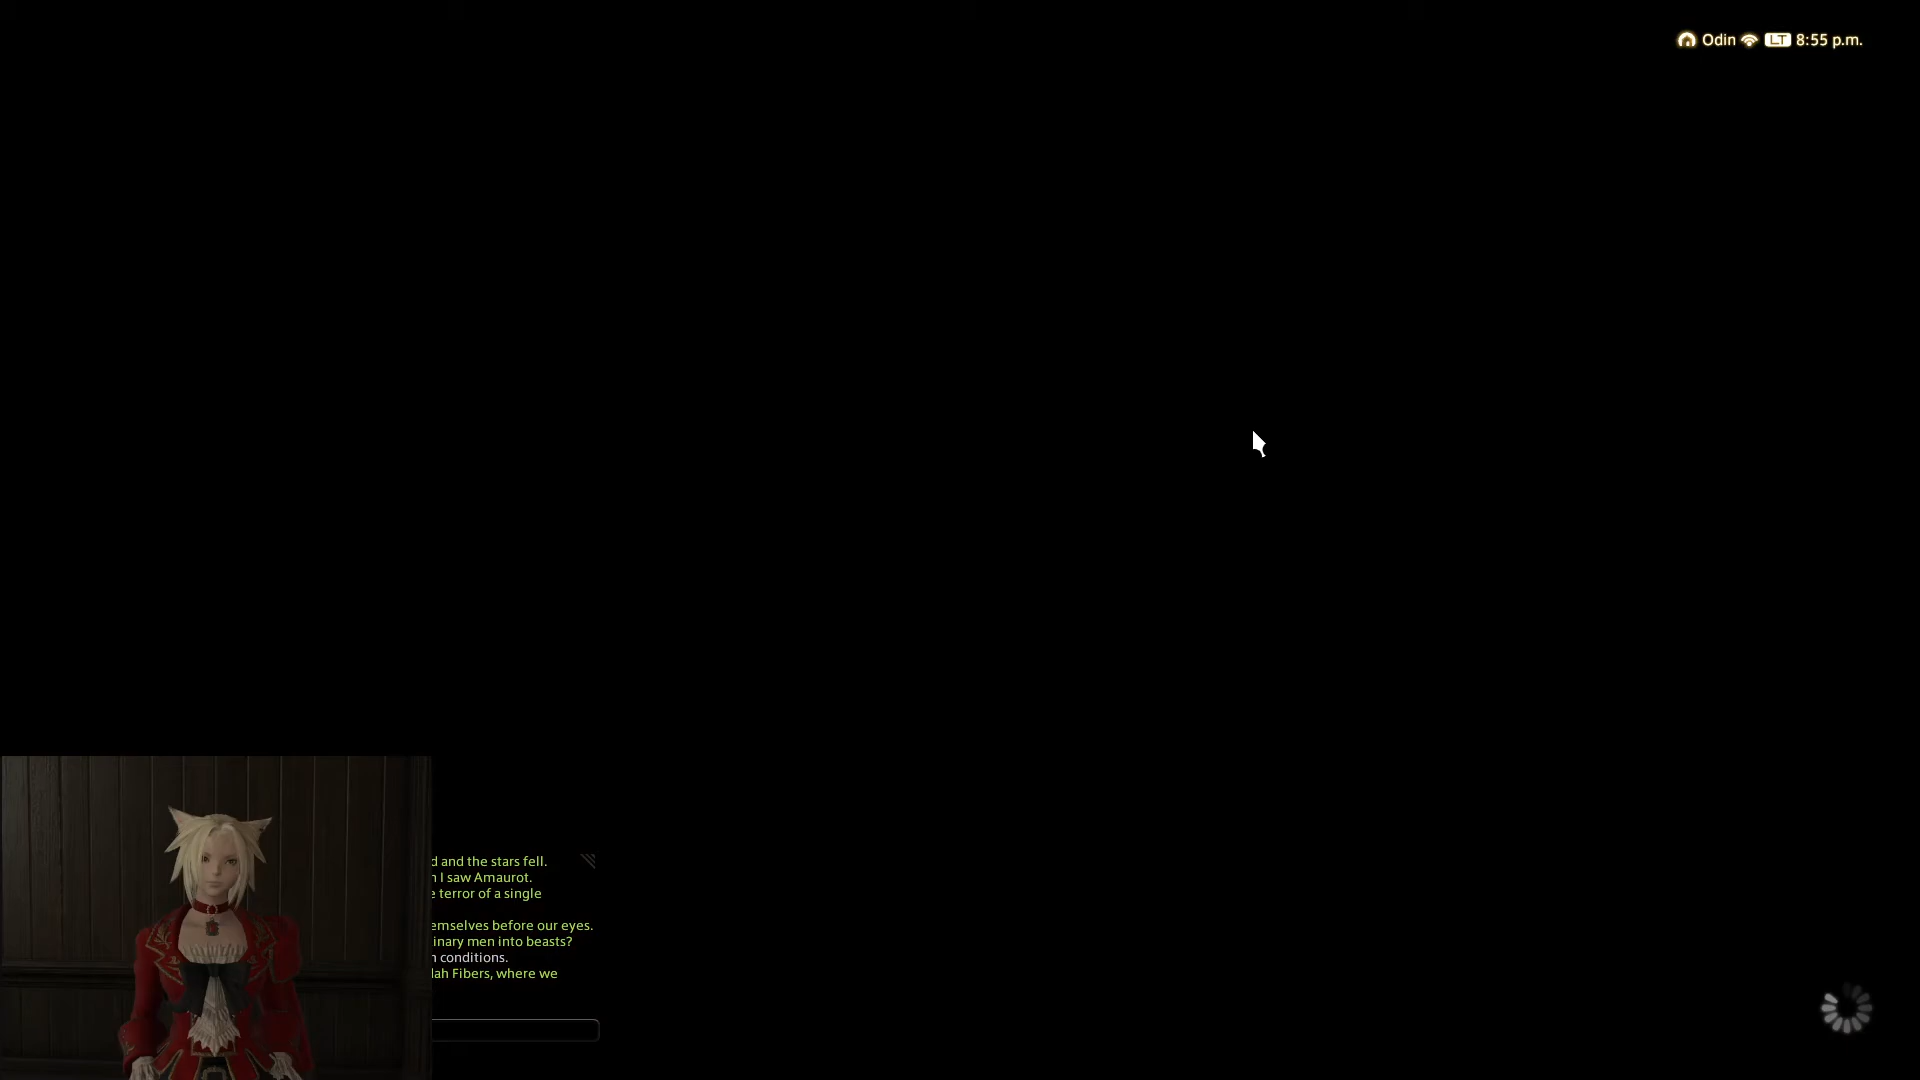 Odin LT 8:55 p.m.
and the stars fell.
I saw Amaurot.
terror of a single
emselves before our eyes.
inary men into beasts?
conditions.
lah Fibers, where we